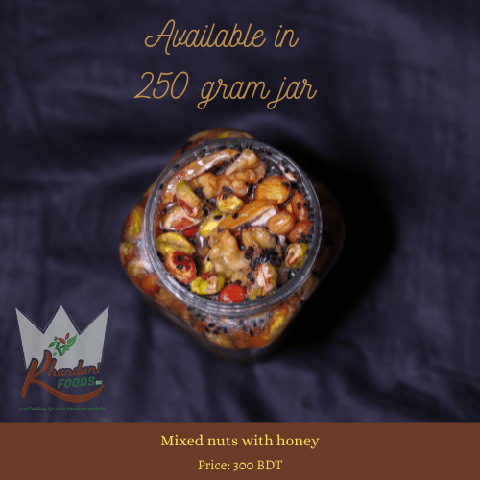 Available in
250 gram jar
Khandani
FOODS
Mixed nuts with honey
Price: 300 BDT